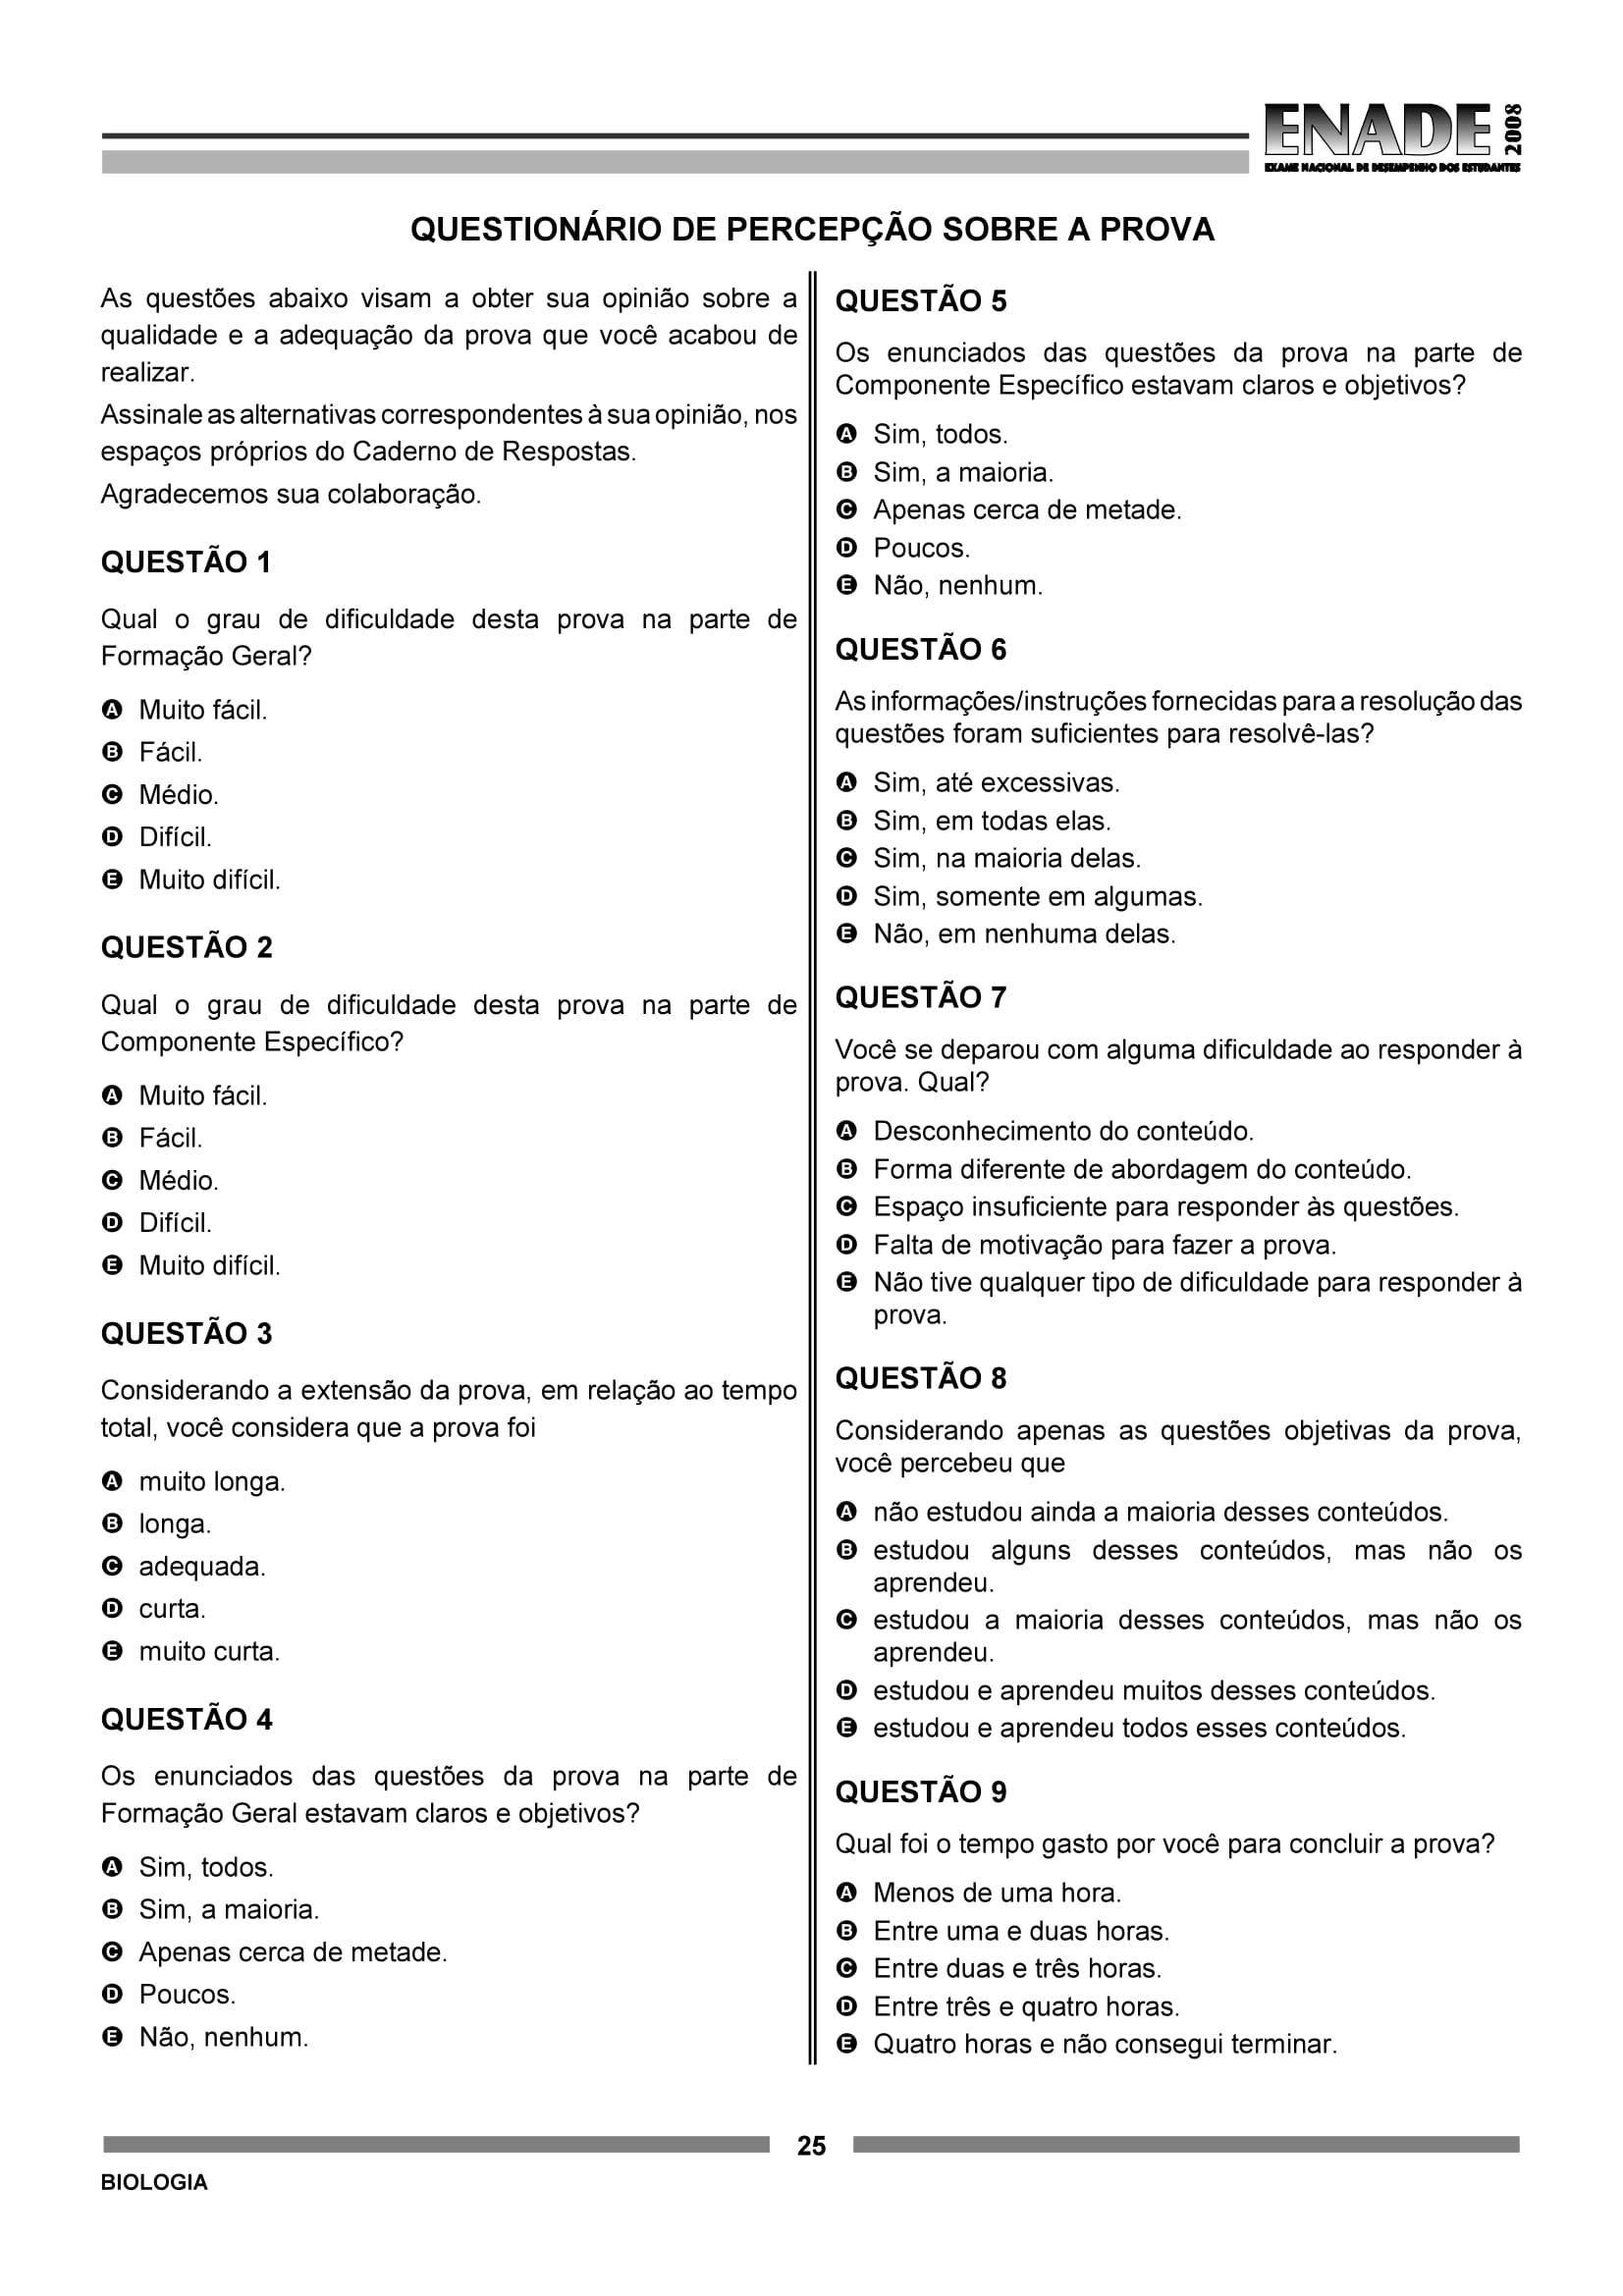 ENADE 2008
EXAME NACIONAL DE DESEMPENHO DOS ESTUDANTES
QUESTIONÁRIO DE PERCEPÇÃO SOBRE A PROVA
As questões abaixo visam a obter sua opinião sobre a
qualidade e a adequação da prova que você acabou de
realizar.
Assinale as alternativas correspondentes à sua opinião, nos
espaços próprios do Caderno de Respostas.
Agradecemos sua colaboração.
QUESTÃO 1
Qual o grau de dificuldade desta prova na parte de
Formação Geral?
A Muito fácil.
B Fácil.
C Médio.
D Difícil.
E Muito difícil.
QUESTÃO 2
Qual o grau de dificuldade desta prova na parte de
Componente Específico?
A Muito fácil.
B Fácil.
C Médio.
D Difícil.
E Muito difícil.
QUESTÃO 3
Considerando a extensão da prova, em relação ao tempo
total, você considera que a prova foi
A muito longa.
B longa.
C adequada.
D curta.
E muito curta.
QUESTÃO 4
Os enunciados das questões da prova na parte de
Formação Geral estavam claros e objetivos?
A Sim, todos.
B Sim, a maioria.
C Apenas cerca de metade.
D Poucos.
E Não, nenhum.
QUESTÃO 5
Os enunciados das questões da prova na parte de
Componente Específico estavam claros e objetivos?
A Sim, todos.
B Sim, a maioria.
C Apenas cerca de metade.
D Poucos.
E Não, nenhum.
QUESTÃO 6
As informações/instruções fornecidas para a resolução das
questões foram suficientes para resolvê-las?
A Sim, até excessivas.
B Sim, em todas elas.
C Sim, na maioria delas.
D Sim, somente em algumas.
E Não, em nenhuma delas.
QUESTÃO 7
Você se deparou com alguma dificuldade ao responder à
prova. Qual?
A Desconhecimento do conteúdo.
B Forma diferente de abordagem do conteúdo.
C Espaço insuficiente para responder às questões.
D Falta de motivação para fazer a prova.
E Não tive qualquer tipo de dificuldade para responder à
prova.
QUESTÃO 8
Considerando apenas as questões objetivas da prova,
você percebeu que
A não estudou ainda a maioria desses conteúdos.
B estudou alguns desses conteúdos, mas não os
aprendeu.
C estudou a maioria desses conteúdos, mas não os
aprendeu.
D estudou e aprendeu muitos desses conteúdos.
E estudou e aprendeu todos esses conteúdos.
QUESTÃO 9
Qual foi o tempo gasto por você para concluir a prova?
A Menos de uma hora.
B Entre uma e duas horas.
C Entre duas e três horas.
D Entre três e quatro horas.
E Quatro horas e não consegui terminar.
25
BIOLOGIA